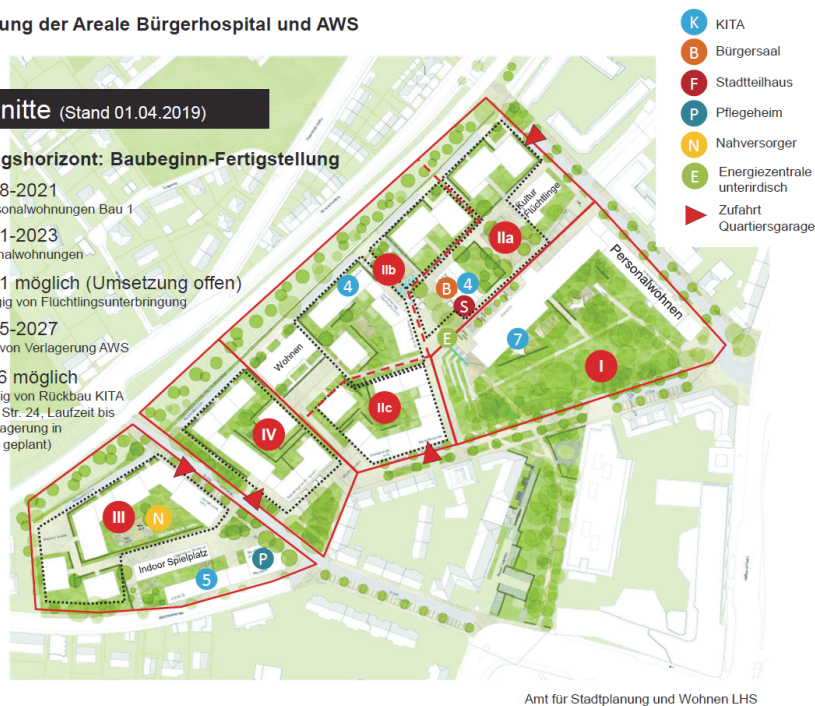 ung der Areale Bürgerhospital und AWS
nitte (Stand 01.04.2019)
gshorizont: Baubeginn-Fertigstellung
8-2021
rsonalwohnungen Bau 1
1-2023
nalwohnungen
1 möglich (Umsetzung offen)
gig von Flüchtlingsunterbringung
5-2027
von Verlagerung AWS
6 möglich
gig von Rückbau KITA
Str. 24, Laufzeit bis
agerung in
geplant)
K KITA
B Bürgersaal
F Stadtteilhaus
P Pflegeheim
N Nahversorger
E Energiezentrale
unterirdisch
Zufahrt
Quartiersgarage
Kultur
Flüchtlinge
IIa
IIb
4
B
4
S
Personalwohnen
E
7
I
Wohnen
IIc
IV
III
N
Indoor Spielplatz
P
5
Amt für Stadtplanung und Wohnen LHS